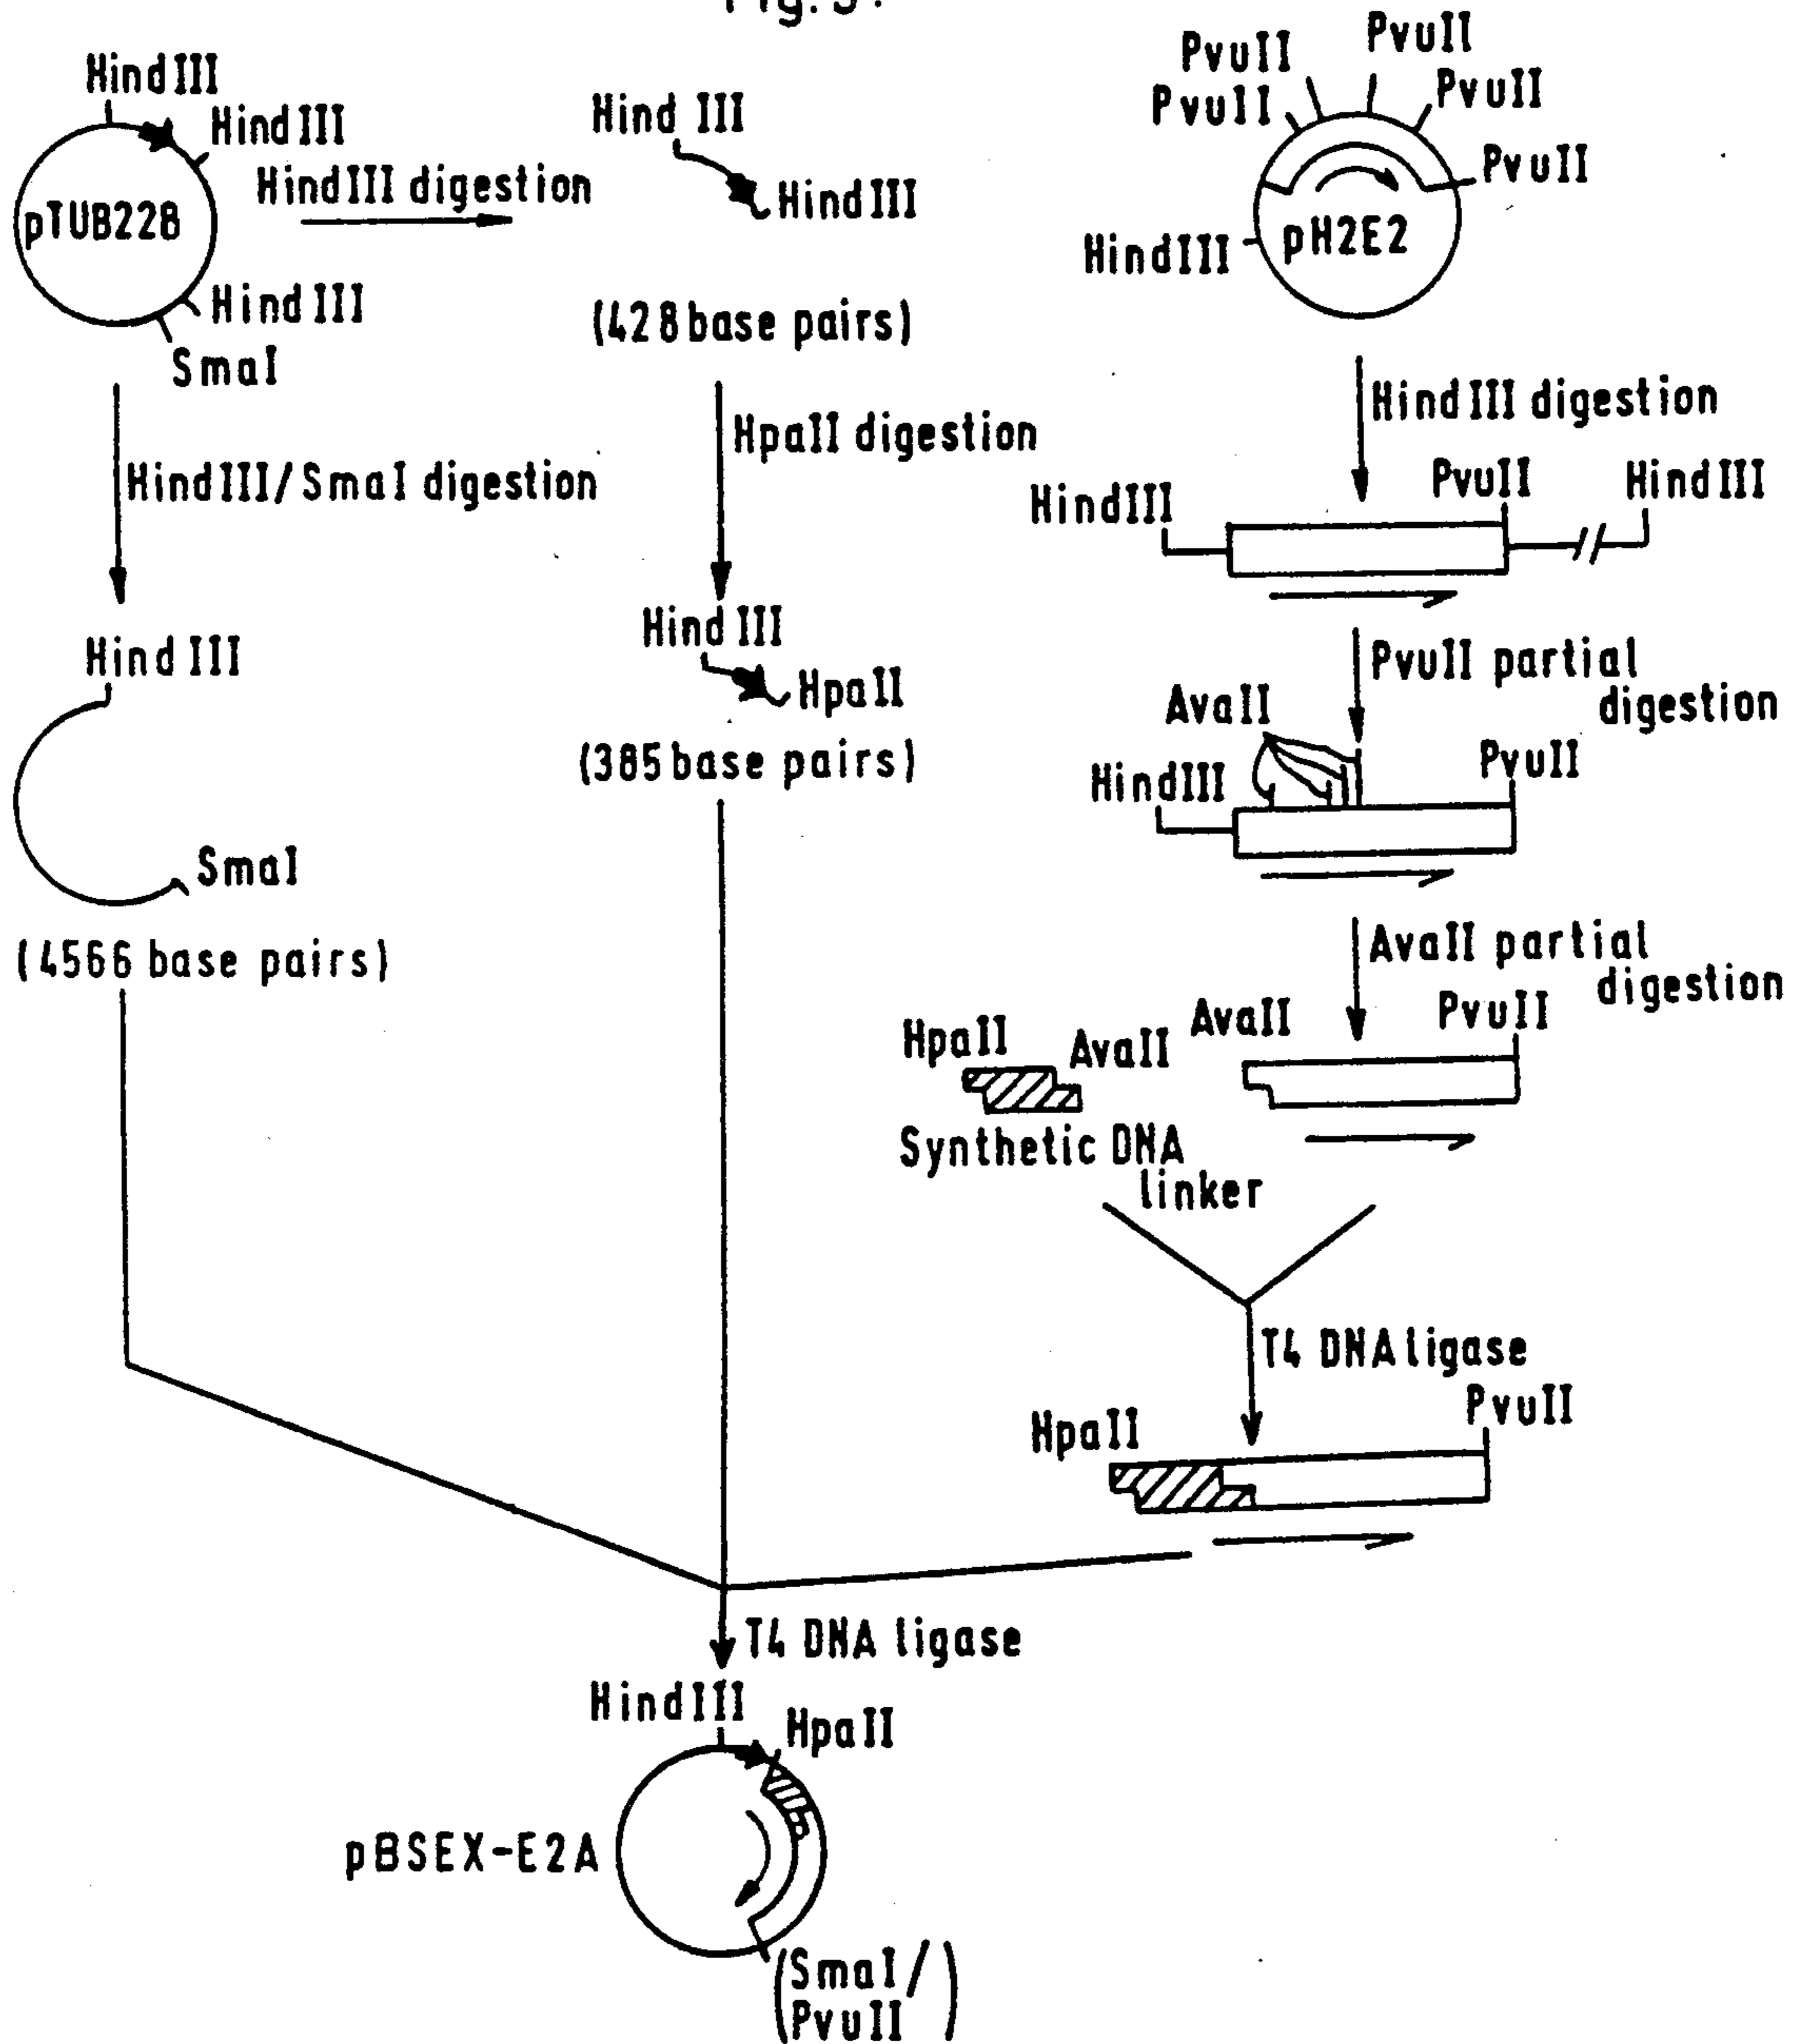 Fig. 3.
HindIII
HindIII
pTUB228
HindIII
SmaI
HindIII digestion
Hind III
HindIII
(428 base pairs)
PvuII
PvuII
PvuII
PvuII
PvuII
HindIII
pH2E2
HindIII/SmaI digestion
HpaII digestion
Hind III digestion
HindIII
PvuII
HindIII
Hind III
SmaI
(4566 base pairs)
Hind III
HpaII
(385 base pairs)
PvuII partial
digestion
AvaII
HindIII
PvuII
AvaII partial
digestion
HpaII
AvaII
Synthetic DNA
linker
AvaII
PvuII
T4 DNA ligase
HpaII
PvuII
T4 DNA ligase
HindIII
HpaII
pBSEX-E2A
(SmaI/
PvuII)